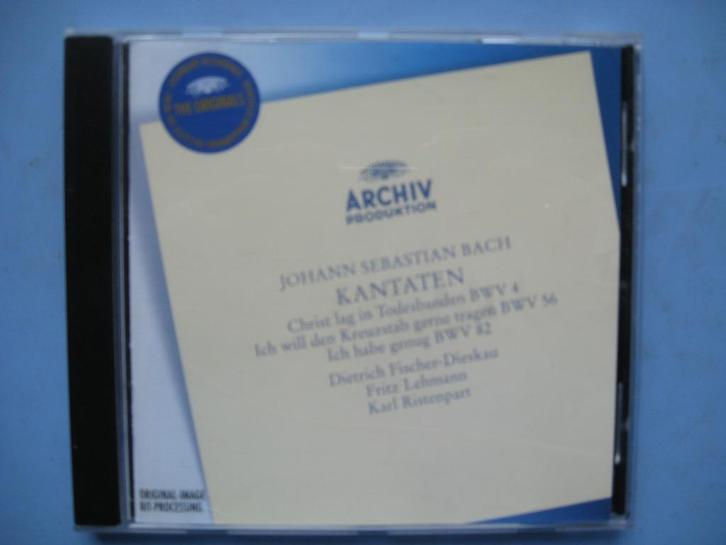 THE ORIGINALS
ARCHIV
PRODUKTION
JOHANN SEBASTIAN BACH
KANTATEN
Christ lag in Todesbanden BWV 4
Ich will den Kreuzstab gerne tragen BWV 56
Ich habe genug BWV 82
Dietrich Fischer-Dieskau
Fritz Lehmann
Karl Ristenpart
ORIGINAL-IMAGE
BIT-PROCESSING